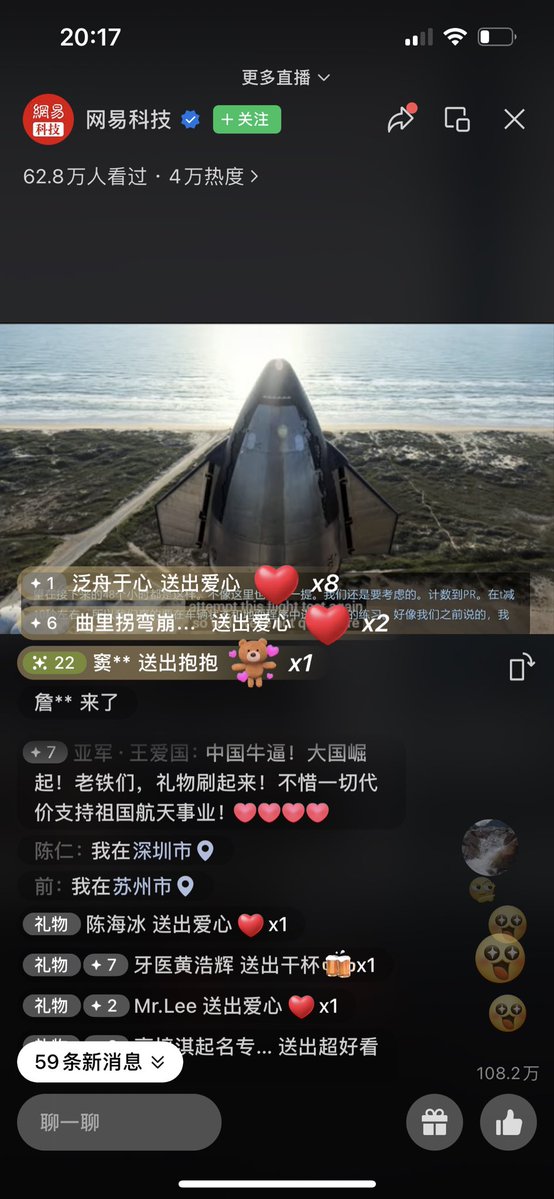 20:17
更多直播
網易
科技
网易科技
+关注
62.8万人看过 · 4万热度 >
1 泛舟于心 送出爱心 x8
6 曲里拐弯崩... 送出爱心 x2
attempt this flight test again
22 窦** 送出抱抱 x1
詹** 来了
7 亚军 · 王爱国：中国牛逼！大国崛
起！老铁们，礼物刷起来！不惜一切代
价支持祖国航天事业！
陈仁：我在深圳市
前：我在苏州市
礼物 陈海冰 送出爱心 x1
礼物 7 牙医黄浩辉 送出干杯 x1
礼物 2 Mr.Lee 送出爱心 x1
淇起名专... 送出超好看
59条新消息
108.2万
聊一聊